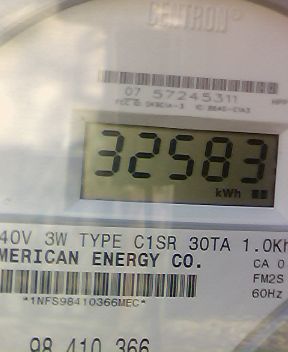 CENTRON®
07 57245311
32583
kWh
40V 3W TYPE C1SR 30TA 1.0Kh
MERICAN ENERGY CO.
CA 0
FM2S
60Hz
*1NFS98410366MEC*
98 410 366